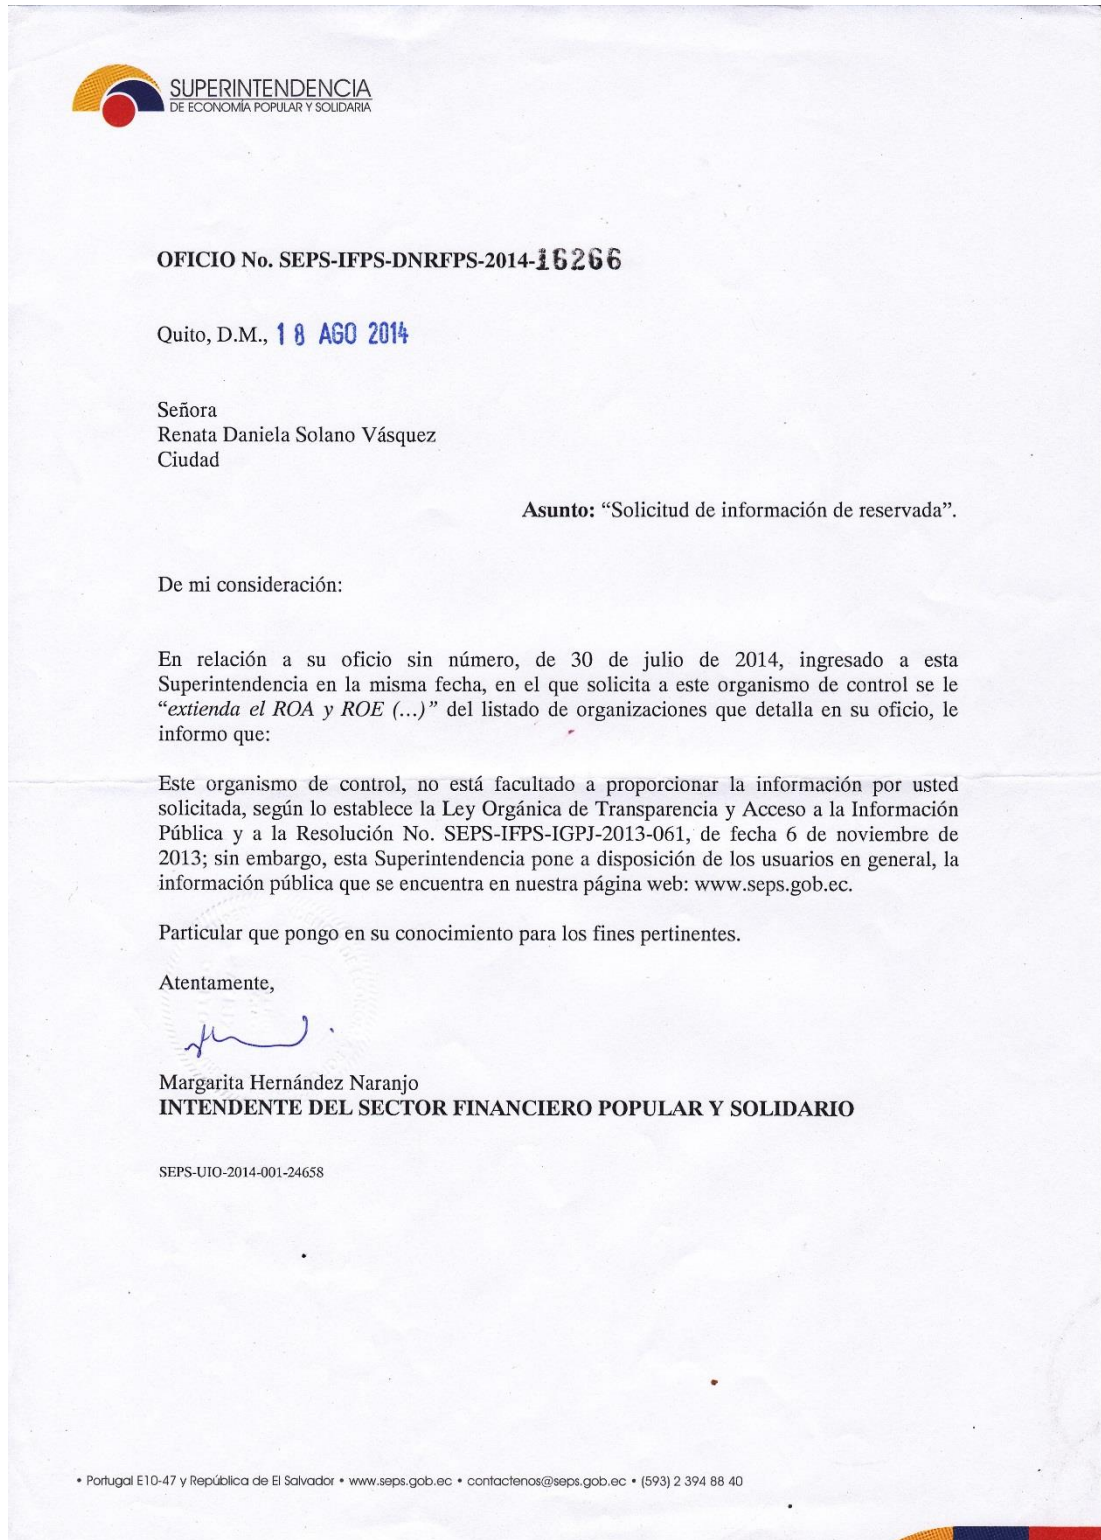 SUPERINTENDENCIA
DE ECONOMÍA POPULAR Y SOLIDARIA
OFICIO No. SEPS-IFPS-DNRFPS-2014-16266
Quito, D.M., 18 AGO 2014
Señora
Renata Daniela Solano Vásquez
Ciudad
Asunto: “Solicitud de información de reservada”.
De mi consideración:
En relación a su oficio sin número, de 30 de julio de 2014, ingresado a esta
Superintendencia en la misma fecha, en el que solicita a este organismo de control se le
“extienda el ROA y ROE (...)” del listado de organizaciones que detalla en su oficio, le
informo que:
Este organismo de control, no está facultado a proporcionar la información por usted
solicitada, según lo establece la Ley Orgánica de Transparencia y Acceso a la Información
Pública y a la Resolución No. SEPS-IFPS-IGPJ-2013-061, de fecha 6 de noviembre de
2013; sin embargo, esta Superintendencia pone a disposición de los usuarios en general, la
información pública que se encuentra en nuestra página web: www.seps.gob.ec.
Particular que pongo en su conocimiento para los fines pertinentes.
Atentamente,
Margarita Hernández Naranjo
INTENDENTE DEL SECTOR FINANCIERO POPULAR Y SOLIDARIO
SEPS-UIO-2014-001-24658
• Portugal E10-47 y República de El Salvador • www.seps.gob.ec • contactenos@seps.gob.ec • (593) 2 394 88 40